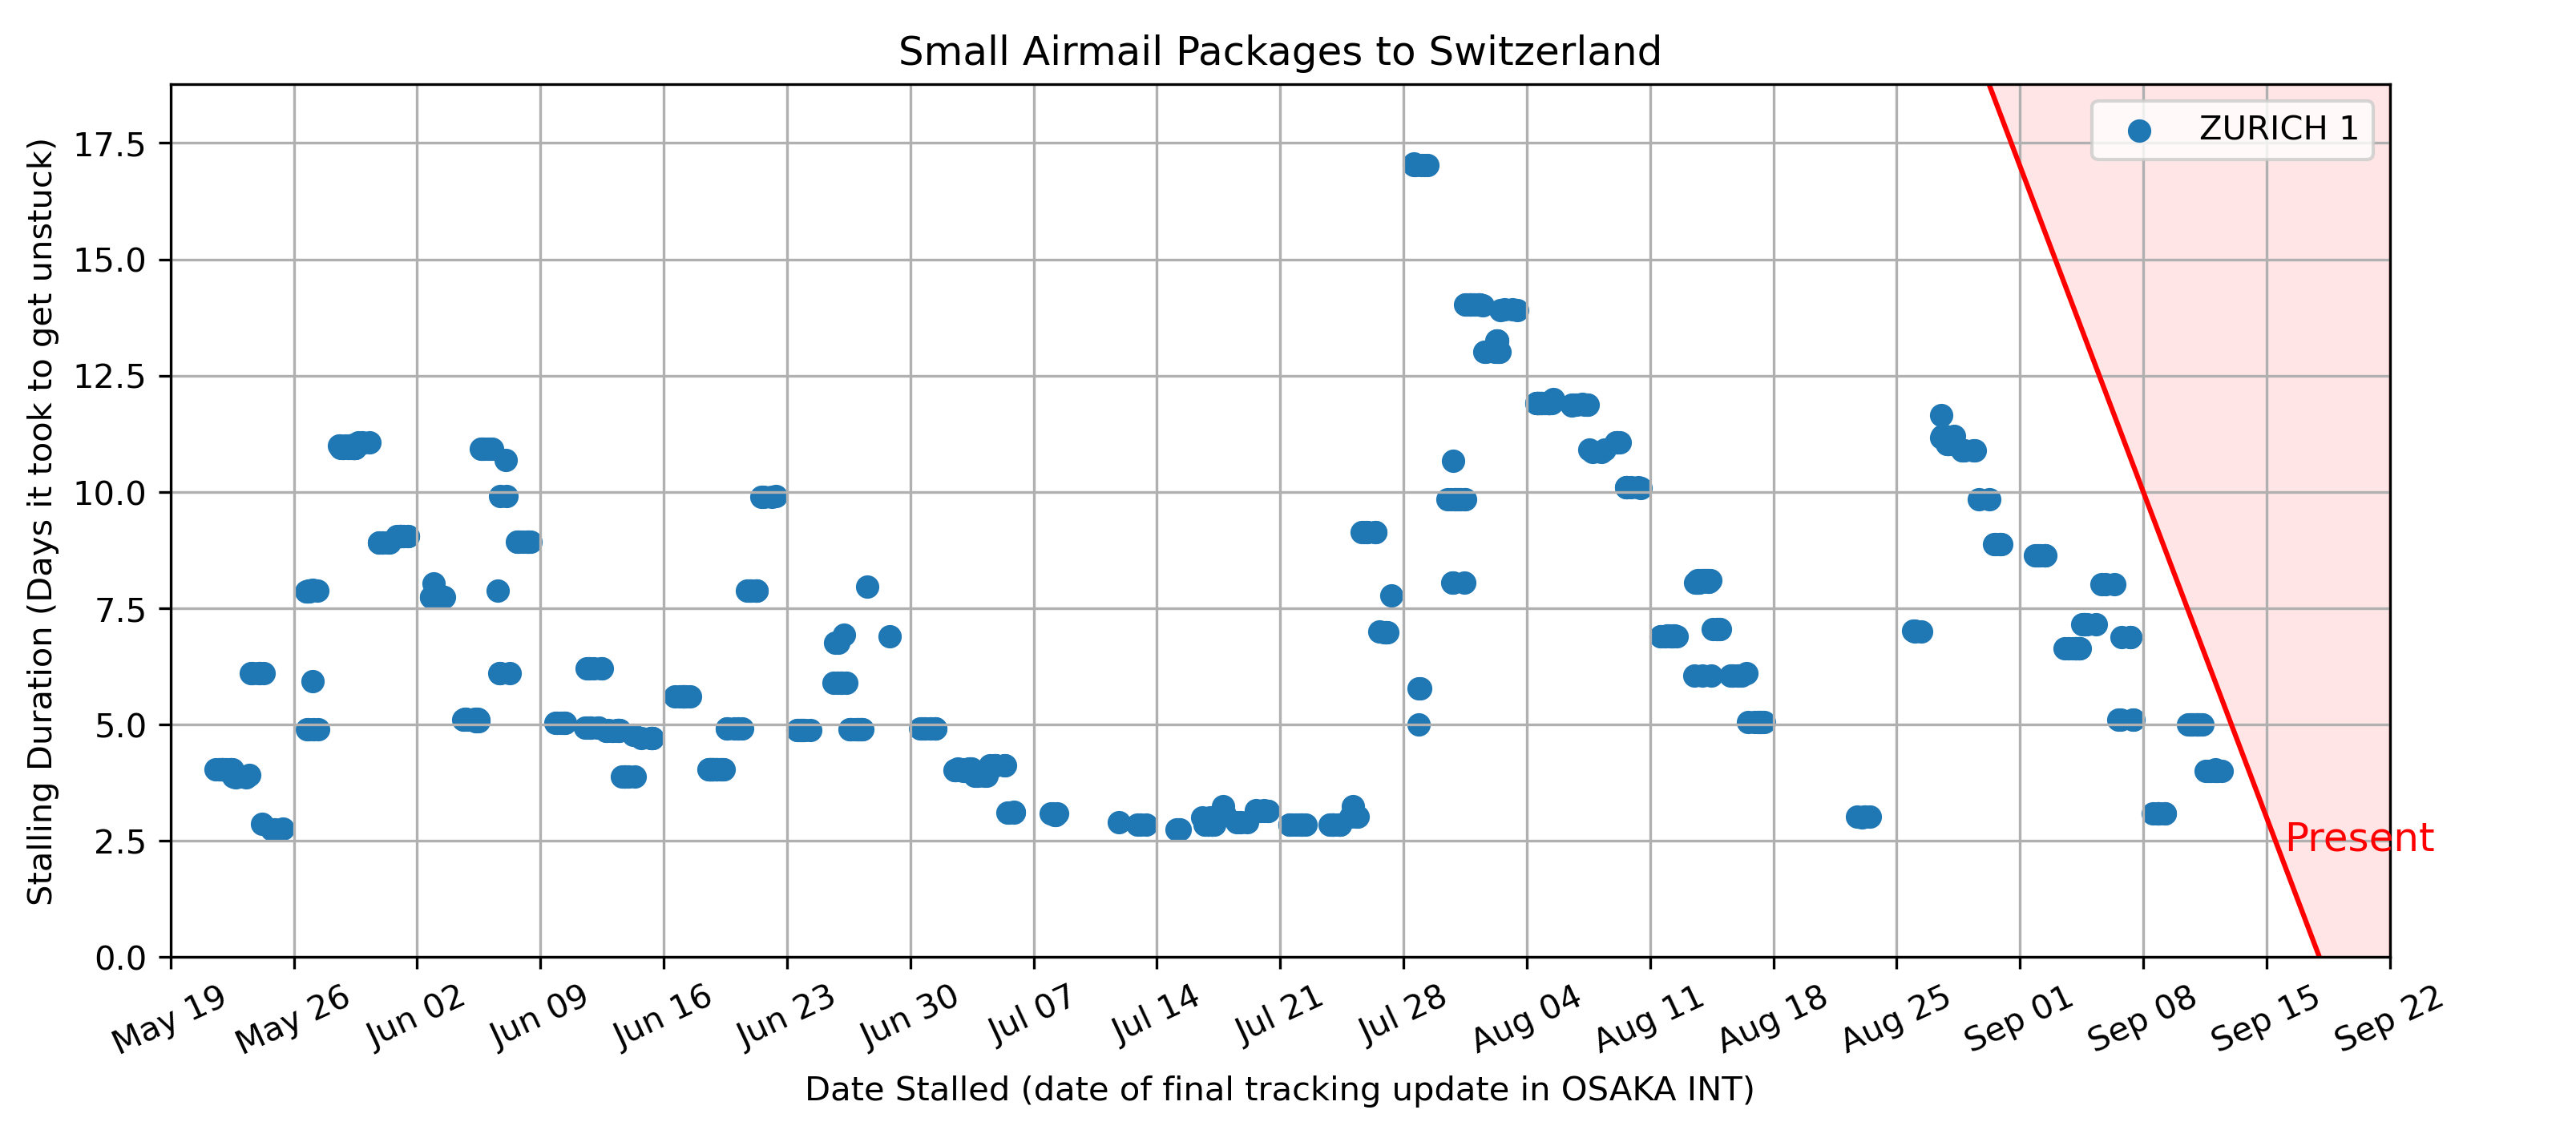 Small Airmail Packages to Switzerland
ZURICH 1
Stalling Duration (Days it took to get unstuck)
17.5
15.0
12.5
10.0
7.5
5.0
2.5
0.0
Present
May 19
May 26
Jun 02
Jun 09
Jun 16
Jun 23
Jun 30
Jul 07
Jul 14
Jul 21
Jul 28
Aug 04
Aug 11
Aug 18
Aug 25
Sep 01
Sep 08
Sep 15
Sep 22
Date Stalled (date of final tracking update in OSAKA INT)